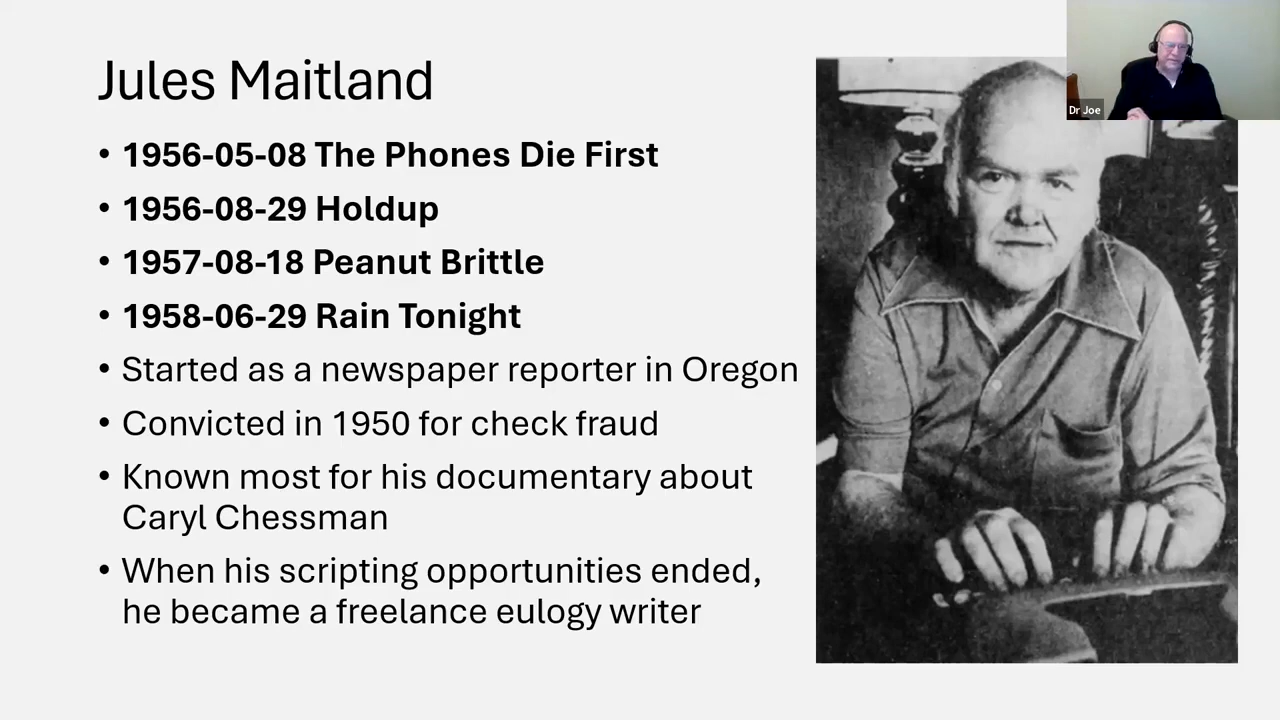 Jules Maitland
• 1956-05-08 The Phones Die First
• 1956-08-29 Holdup
• 1957-08-18 Peanut Brittle
• 1958-06-29 Rain Tonight
• Started as a newspaper reporter in Oregon
• Convicted in 1950 for check fraud
• Known most for his documentary about
Caryl Chessman
• When his scripting opportunities ended,
he became a freelance eulogy writer
Dr Joe